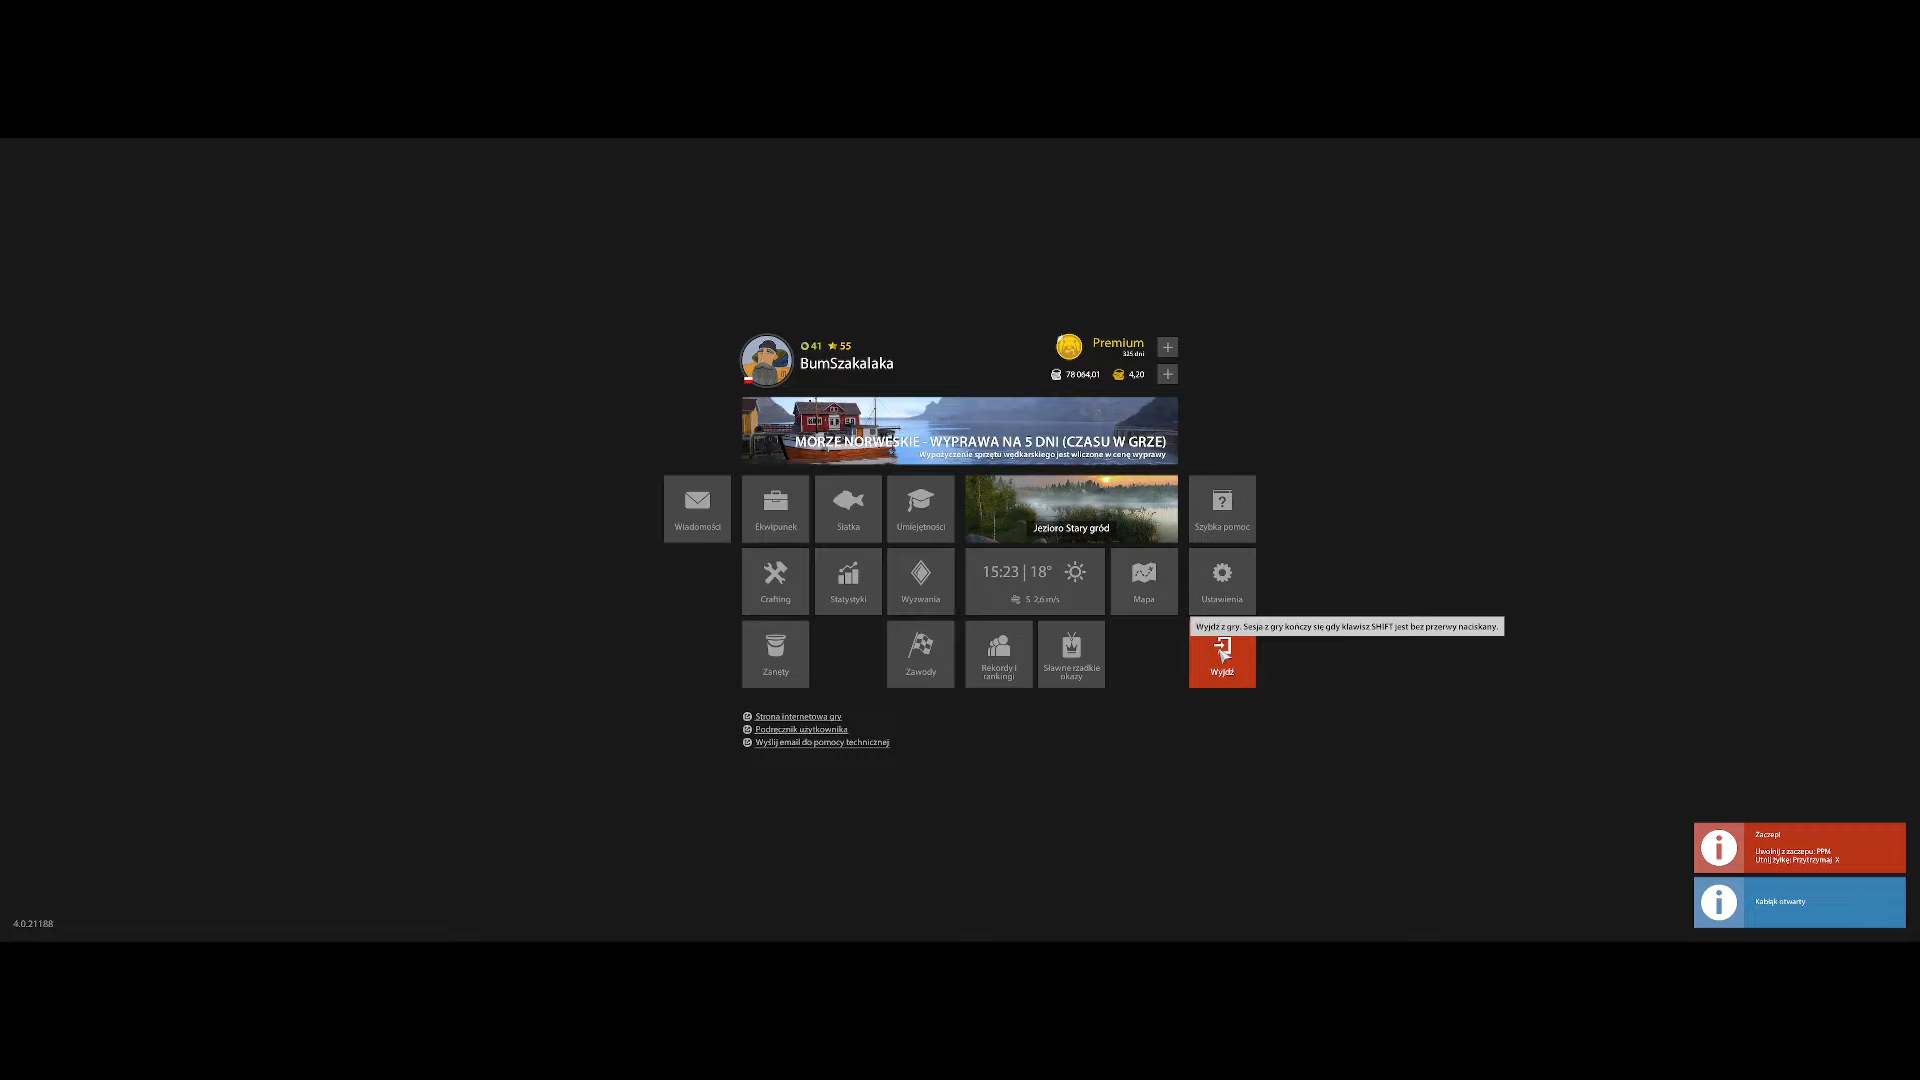 41 55
BumSzakalaka
Premium
325 dni
78 064,01 4,20
MORZE NORWESKIE - WYPRAWA NA 5 DNI (CZASU W GRZE)
Wypożyczenie sprzętu wędkarskiego jest wliczone w cenę wyprawy
Wiadomości
Ekwipunek
Siatka
Umiejętności
Jezioro Stary gród
Szybka pomoc
Crafting
Statystyki
Wyzwania
15:23 | 18°
S 2,6 m/s
Mapa
Ustawienia
Wyjdź z gry. Sesja z gry kończy się gdy klawisz SHIFT jest bez przerwy naciskany.
Zanęty
Zawody
Rekordy i
rankingi
Sławne rzadkie
okazy
Wyjdź
Strona internetowa gry
Podręcznik użytkownika
Wyślij email do pomocy technicznej
Zaczep!
Uwolnij z zaczepu: PPM
Utnij żyłkę: Przytrzymaj X
Kabłąk otwarty
4.0.21188